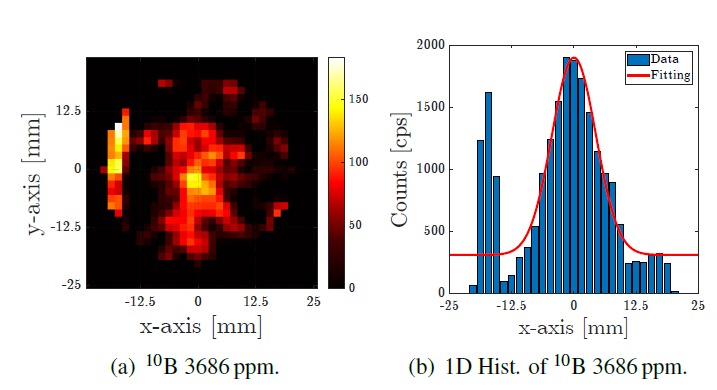 12.5
0
-12.5
-25
y-axis [mm]
-12.5 0 12.5 25
x-axis [mm]
150
100
50
0
(a) ¹⁰B 3686 ppm.
2000
1500
1000
500
0
Counts [cps]
Data
Fitting
-25 -12.5 0 12.5 25
x-axis [mm]
(b) 1D Hist. of ¹⁰B 3686 ppm.